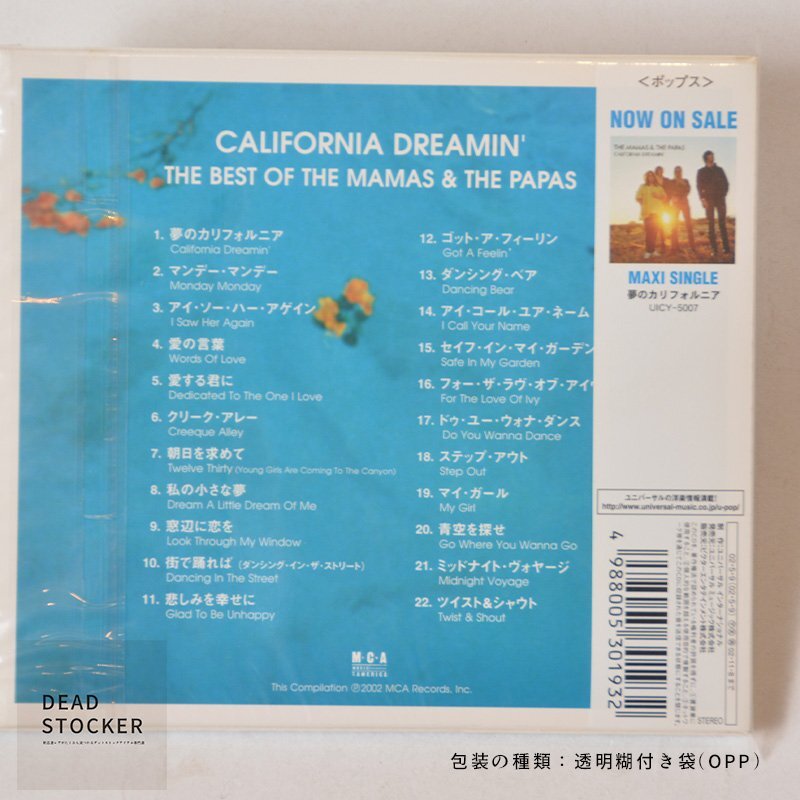 CALIFORNIA DREAMIN'
THE BEST OF THE MAMAS & THE PAPAS
1. 夢のカリフォルニア
California Dreamin'
2. マンデー・マンデー
Monday Monday
3. アイ・ソー・ハー・アゲイン
I Saw Her Again
4. 愛の言葉
Words Of Love
5. 愛する君に
Dedicated To The One I Love
6. クリーク・アレー
Creeque Alley
7. 朝日を求めて
Twelve Thirty (Young Girls Are Coming To The Canyon)
8. 私の小さな夢
Dream A Little Dream Of Me
9. 窓辺に恋を
Look Through My Window
10. 街で踊れば (ダンシング・イン・ザ・ストリート)
Dancing In The Street
11. 悲しみを幸せに
Glad To Be Unhappy
12. ゴット・ア・フィーリン
Got A Feelin'
13. ダンシング・ベア
Dancing Bear
14. アイ・コール・ユア・ネーム
I Call Your Name
15. セイフ・イン・マイ・ガーデン
Safe In My Garden
16. フォー・ザ・ラヴ・オブ・アイ
For The Love Of Ivy
17. ドゥ・ユー・ウォナ・ダンス
Do You Wanna Dance
18. ステップ・アウト
Step Out
19. マイ・ガール
My Girl
20. 青空を探せ
Go Where You Wanna Go
21. ミッドナイト・ヴォヤージ
Midnight Voyage
22. ツイスト&シャウト
Twist & Shout
M·C·A
MUSIC
AMERICA
This Compilation ℗2002 MCA Records, Inc.
<ポップス>
NOW ON SALE
THE MAMAS & THE PAPAS
CALIFORNIA DREAMIN'
MAXI SINGLE
夢のカリフォルニア
UICY-5007
ユニバーサルの洋楽情報満載!
http://www.universal-music.co.jp/u-pop/
4 988005 301932
STEREO
DEAD
STOCKER
包装の種類：透明糊付き袋(OPP)